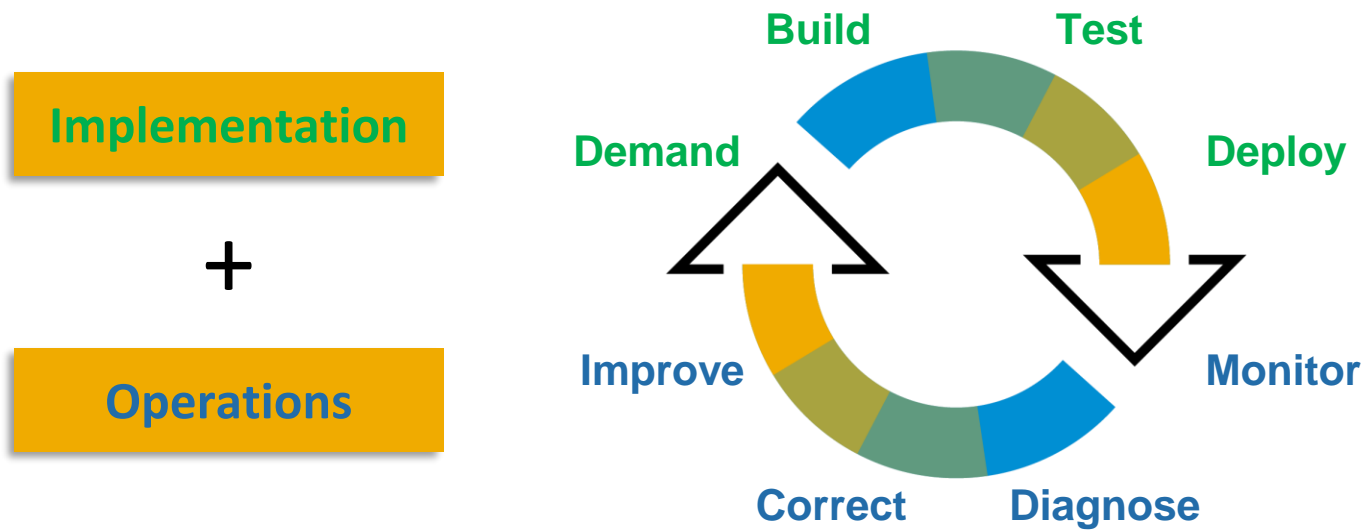 Implementation
+
Operations
Build
Test
Demand
Deploy
Improve
Monitor
Correct
Diagnose